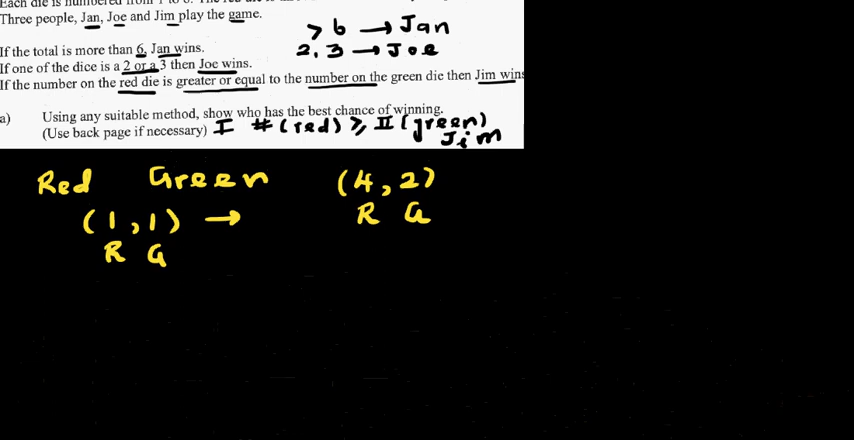 Each die is numbered from 1 to 6. The red die is
Three people, Jan, Joe and Jim play the game.
> 6 → Jan
If the total is more than 6, Jan wins.
2, 3 → Joe
If one of the dice is a 2 or a 3 then Joe wins.
If the number on the red die is greater or equal to the number on the green die then Jim wins
a) Using any suitable method, show who has the best chance of winning.
(Use back page if necessary) I #(red) ≥ II (green)
Jim
Red Green (4, 2)
R G
(1, 1) →
R G